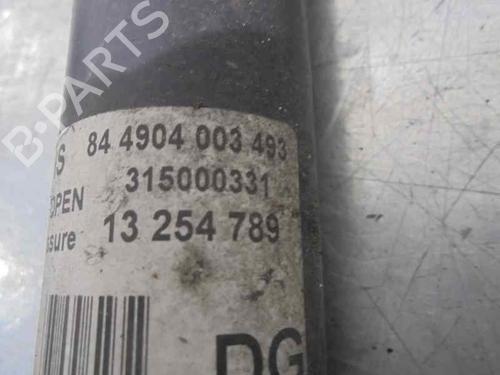 B-PARTS
S 84 4904 003 493
315000331
OPEN
ssure 13 254 789
DG